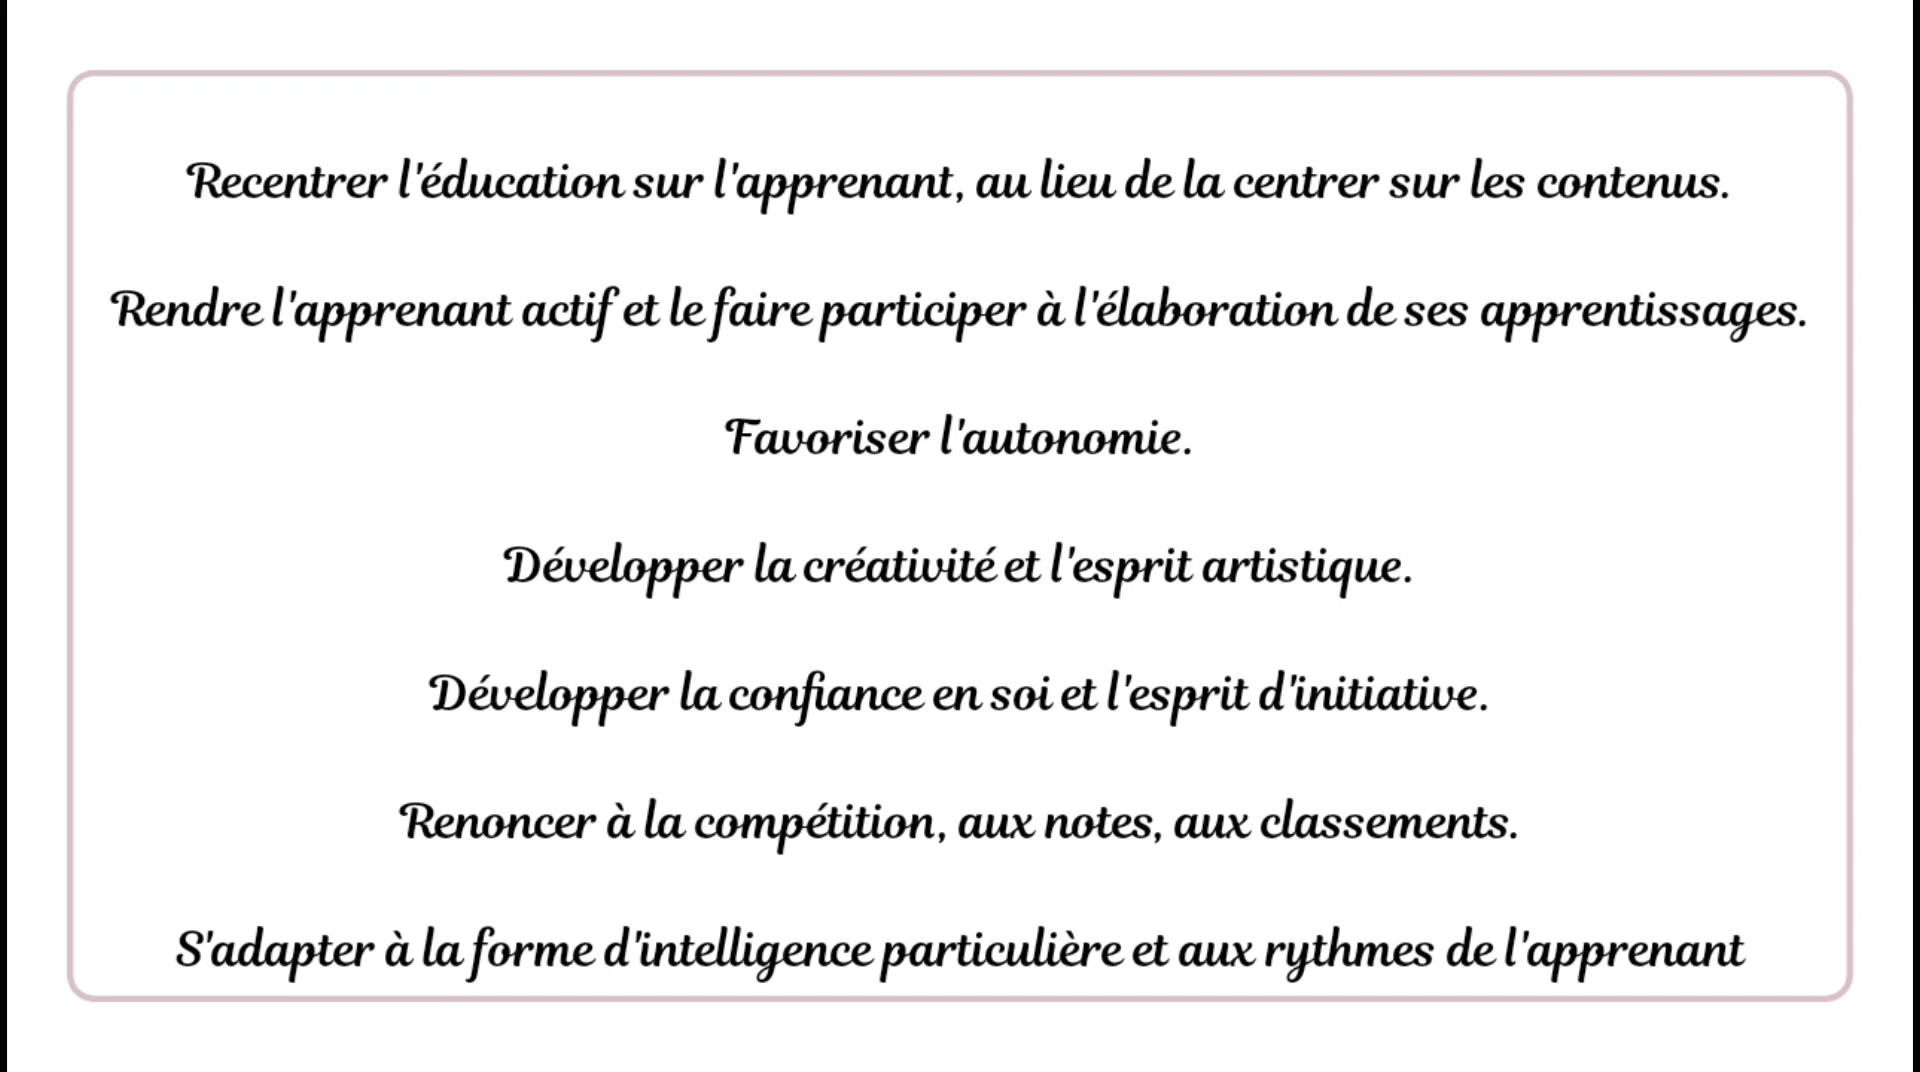 Recentrer l'éducation sur l'apprenant, au lieu de la centrer sur les contenus.
Rendre l'apprenant actif et le faire participer à l'élaboration de ses apprentissages.
Favoriser l'autonomie.
Développer la créativité et l'esprit artistique.
Développer la confiance en soi et l'esprit d'initiative.
Renoncer à la compétition, aux notes, aux classements.
S'adapter à la forme d'intelligence particulière et aux rythmes de l'apprenant